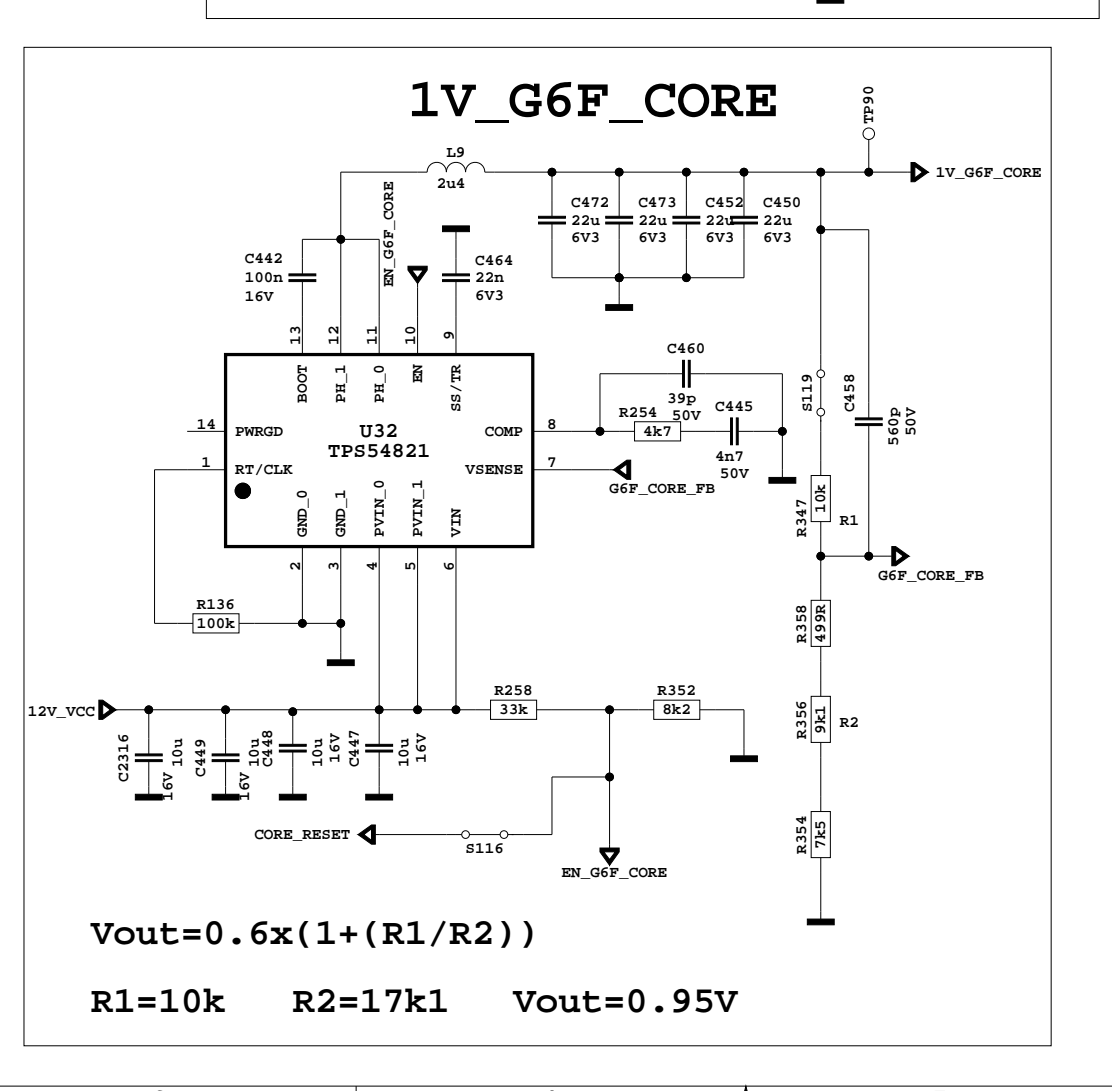 1V_G6F_CORE
TP90
L9
2u4
1V_G6F_CORE
EN_G6F_CORE
C472
22u
6V3
C473
22u
6V3
C452
22u
6V3
C450
22u
6V3
C442
100n
16V
C464
22n
6V3
13
12
11
10
9
BOOT
PH_1
PH_0
EN
SS/TR
C460
39p
50V
R254
4k7
C445
4n7
50V
S119
C458
560p
50V
14
PWRGD
U32
TPS54821
COMP
8
1
RT/CLK
VSENSE
7
G6F_CORE_FB
GND_0
GND_1
PVIN_0
PVIN_1
VIN
2
3
4
5
6
R347
10k
R1
G6F_CORE_FB
R136
100k
R358
499R
12V_VCC
R258
33k
R352
8k2
R356
9k1
R2
C2316
10u
16V
C449
10u
16V
C448
10u
16V
C447
10u
16V
CORE_RESET
S116
EN_G6F_CORE
R354
7k5
Vout=0.6x(1+(R1/R2))
R1=10k R2=17k1 Vout=0.95V